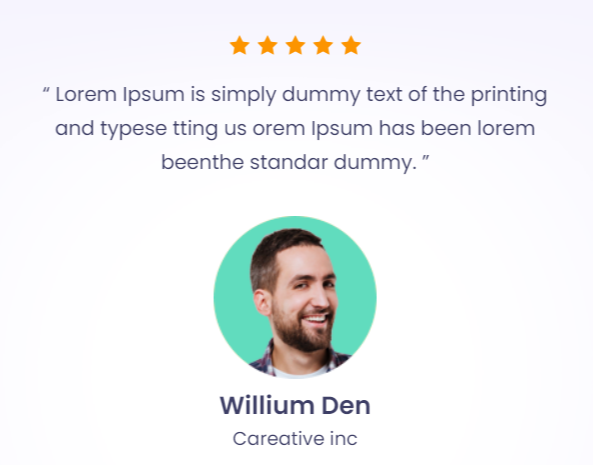 “ Lorem Ipsum is simply dummy text of the printing
and typese tting us orem Ipsum has been lorem
beenthe standar dummy. ”
Willium Den
Careative inc